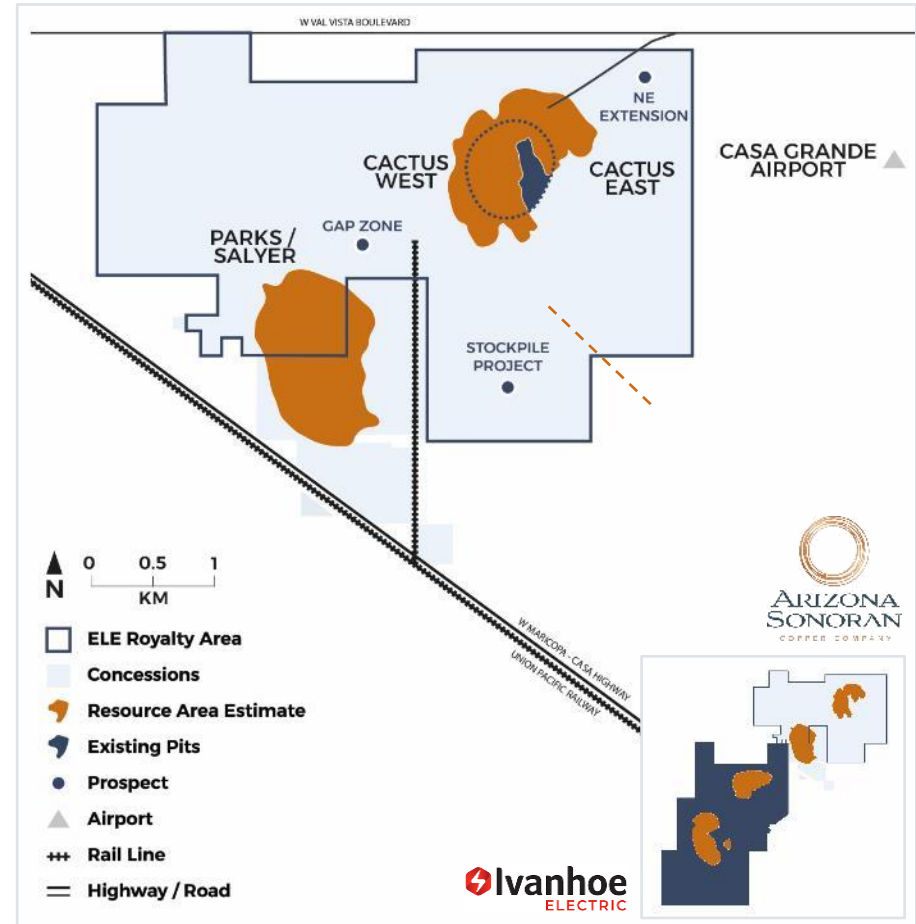 W VAL VISTA BOULEVARD
NE
EXTENSION
CASA GRANDE
AIRPORT
CACTUS
WEST
CACTUS
EAST
GAP ZONE
PARKS /
SALYER
STOCKPILE
PROJECT
N
0 0.5 1
KM
ELE Royalty Area
Concessions
Resource Area Estimate
Existing Pits
Prospect
Airport
Rail Line
Highway / Road
W MARICOPA - CASA HIGHWAY
UNION PACIFIC RAILWAY
ARIZONA
SONORAN
COPPER COMPANY
Ivanhoe
ELECTRIC